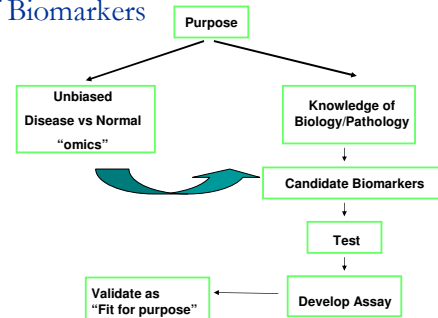 Biomarkers
Purpose
Unbiased
Disease vs Normal
“omics”
Knowledge of
Biology/Pathology
Candidate Biomarkers
Test
Develop Assay
Validate as
“Fit for purpose”